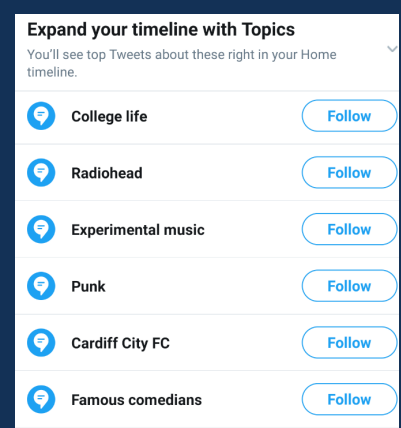 Expand your timeline with Topics
You'll see top Tweets about these right in your Home
timeline.
College life Follow
Radiohead Follow
Experimental music Follow
Punk Follow
Cardiff City FC Follow
Famous comedians Follow